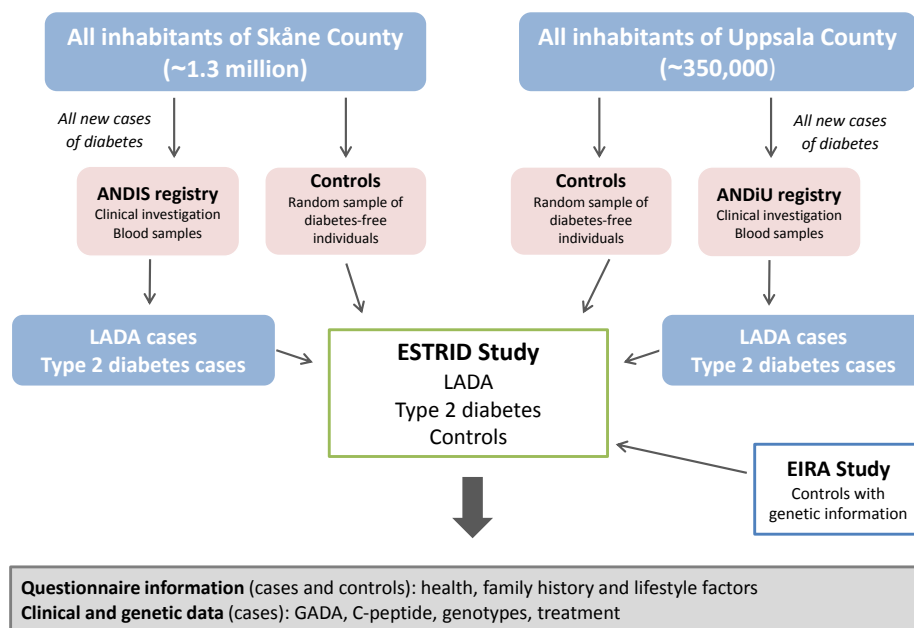 All inhabitants of Skåne County
(~1.3 million)
All inhabitants of Uppsala County
(~350,000)
All new cases
of diabetes
All new cases
of diabetes
ANDIS registry
Clinical investigation
Blood samples
Controls
Random sample of
diabetes-free
individuals
Controls
Random sample of
diabetes-free
individuals
ANDiU registry
Clinical investigation
Blood samples
LADA cases
Type 2 diabetes cases
ESTRID Study
LADA
Type 2 diabetes
Controls
LADA cases
Type 2 diabetes cases
EIRA Study
Controls with
genetic information
Questionnaire information (cases and controls): health, family history and lifestyle factors
Clinical and genetic data (cases): GADA, C-peptide, genotypes, treatment